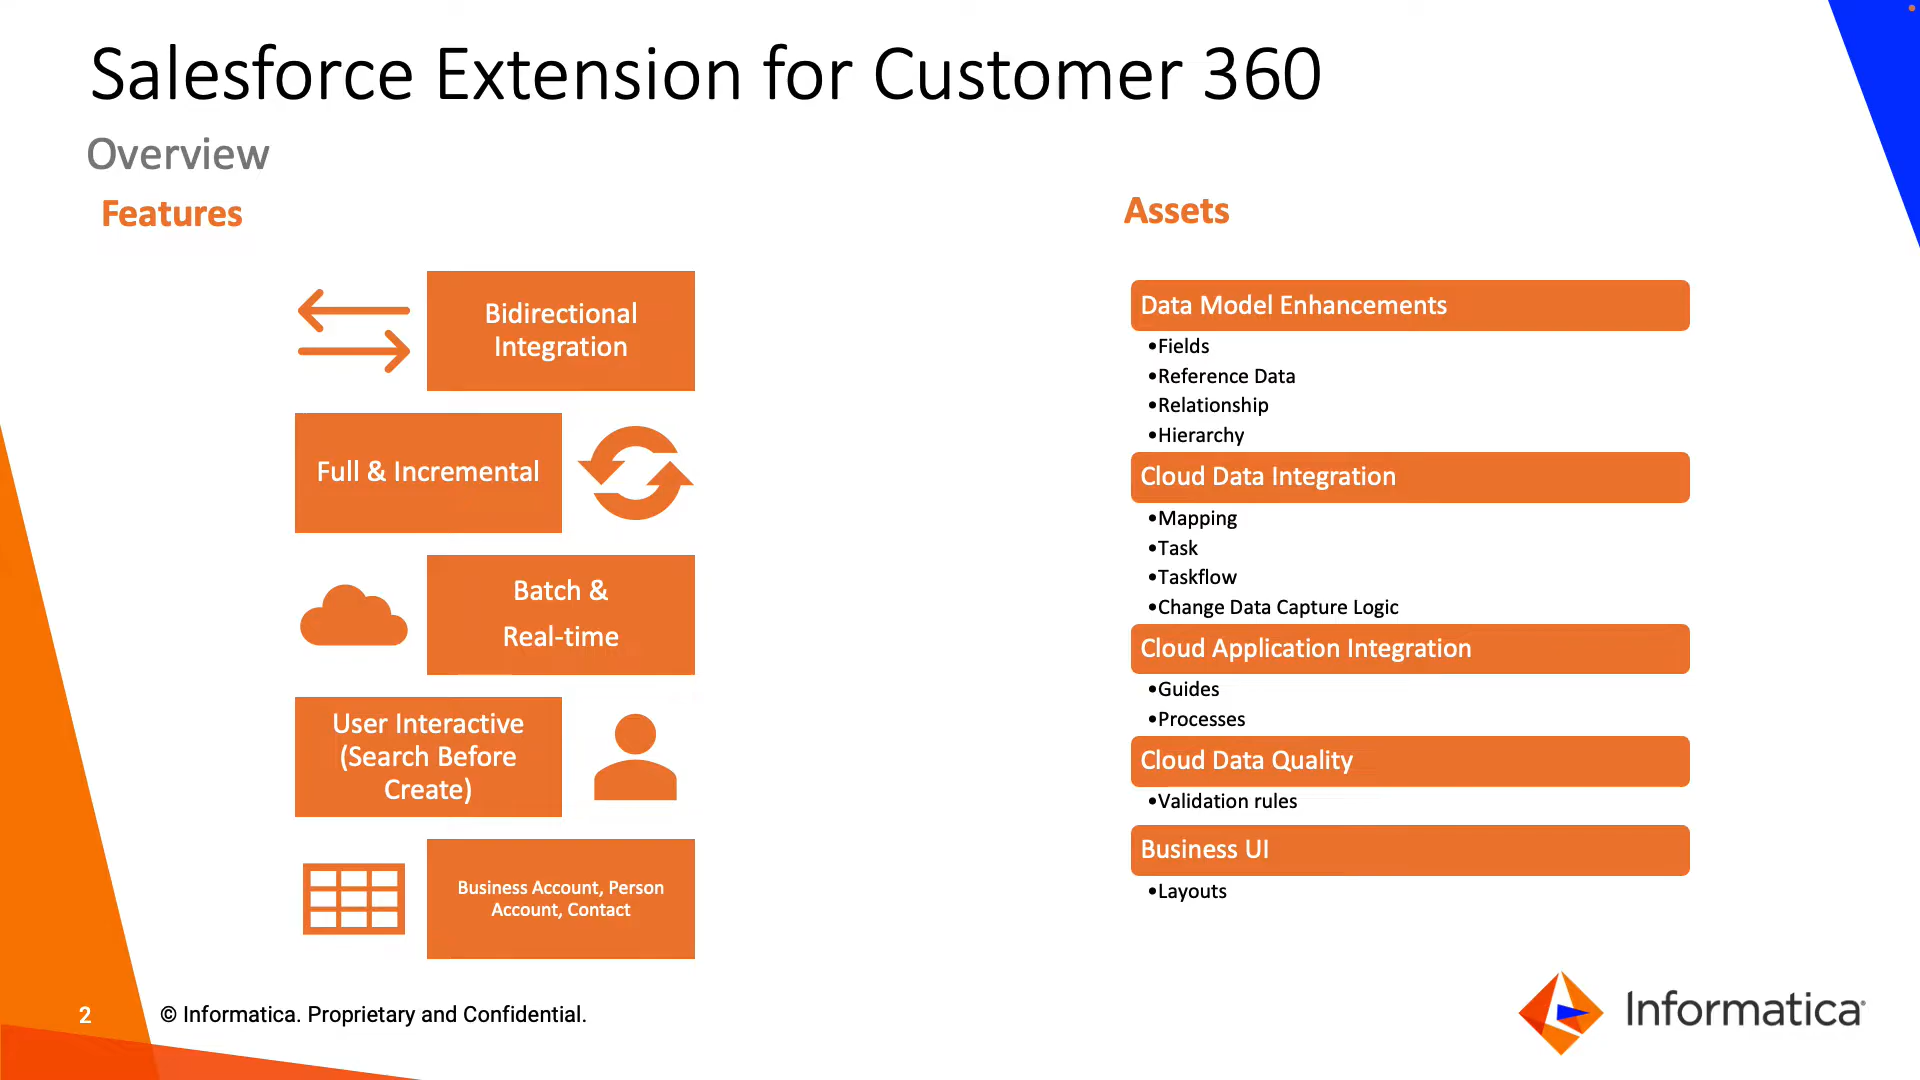 Salesforce Extension for Customer 360
Overview
Features
Bidirectional
Integration
Full & Incremental
Batch &
Real-time
User Interactive
(Search Before
Create)
Business Account, Person
Account, Contact
Assets
Data Model Enhancements
•Fields
•Reference Data
•Relationship
•Hierarchy
Cloud Data Integration
•Mapping
•Task
•Taskflow
•Change Data Capture Logic
Cloud Application Integration
•Guides
•Processes
Cloud Data Quality
•Validation rules
Business UI
•Layouts
2
© Informatica. Proprietary and Confidential.
Informatica®